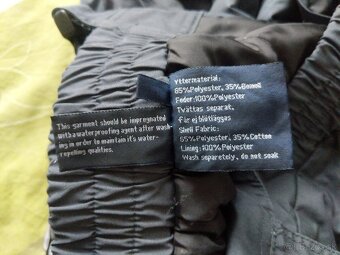 This garment should be impregnated
with a waterproofing agent after wash-
ing in order to maintain it's water-
repelling qualities.
Yttermaterial:
65%Polyester, 35%Bomull
Foder:100%Polyester
Tvättas separat,
Får ej blötläggas
Shell Fabric:
65%Polyester, 35%Cotton
Lining: 100%Polyester
Wash separately, do not soak